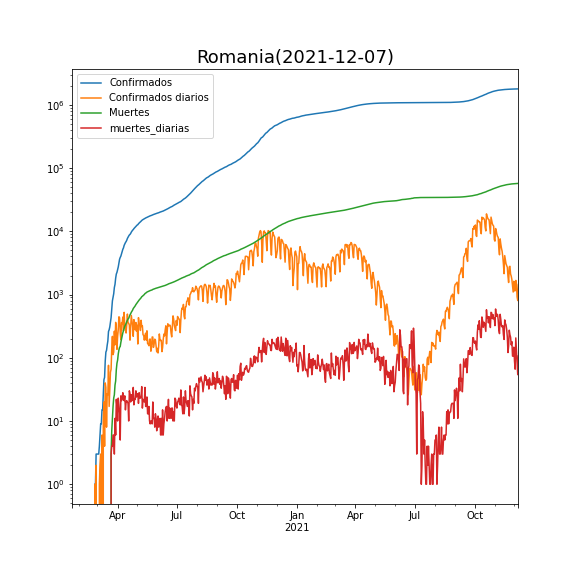 Romania(2021-12-07)
Confirmados
Confirmados diarios
Muertes
muertes_diarias
10⁶
10⁵
10⁴
10³
10²
10¹
10⁰
Apr Jul Oct Jan Apr Jul Oct
2021